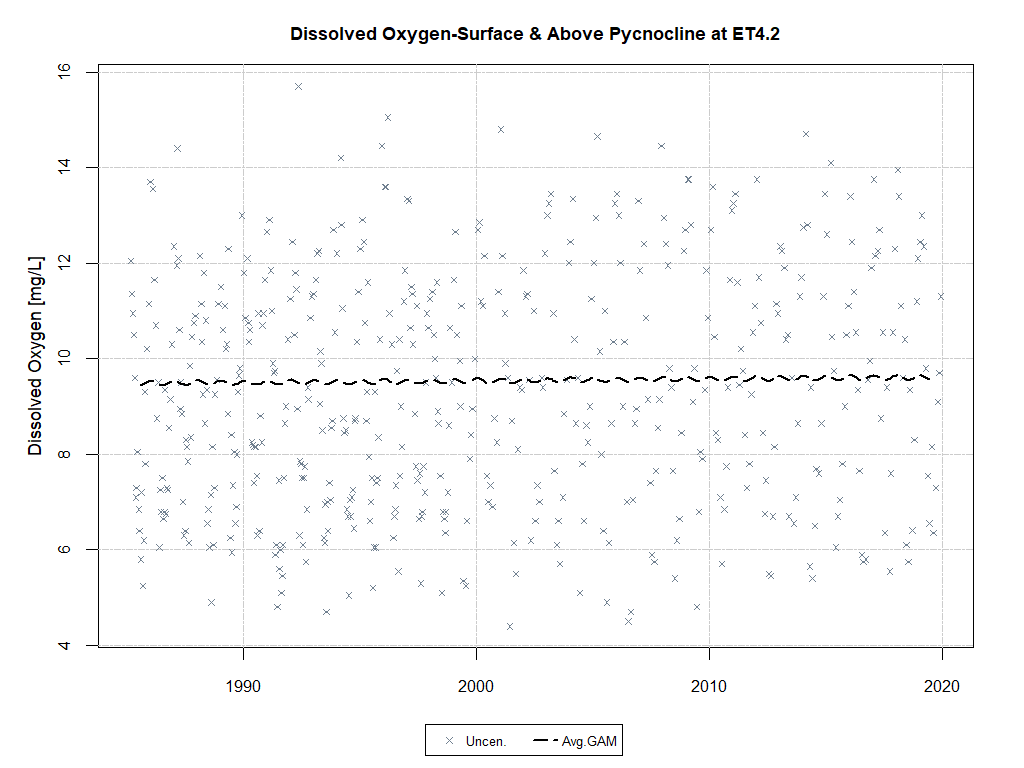 Dissolved Oxygen-Surface & Above Pycnocline at ET4.2
Dissolved Oxygen [mg/L]
16
14
12
10
8
6
4
1990 2000 2010 2020
Uncen. Avg.GAM